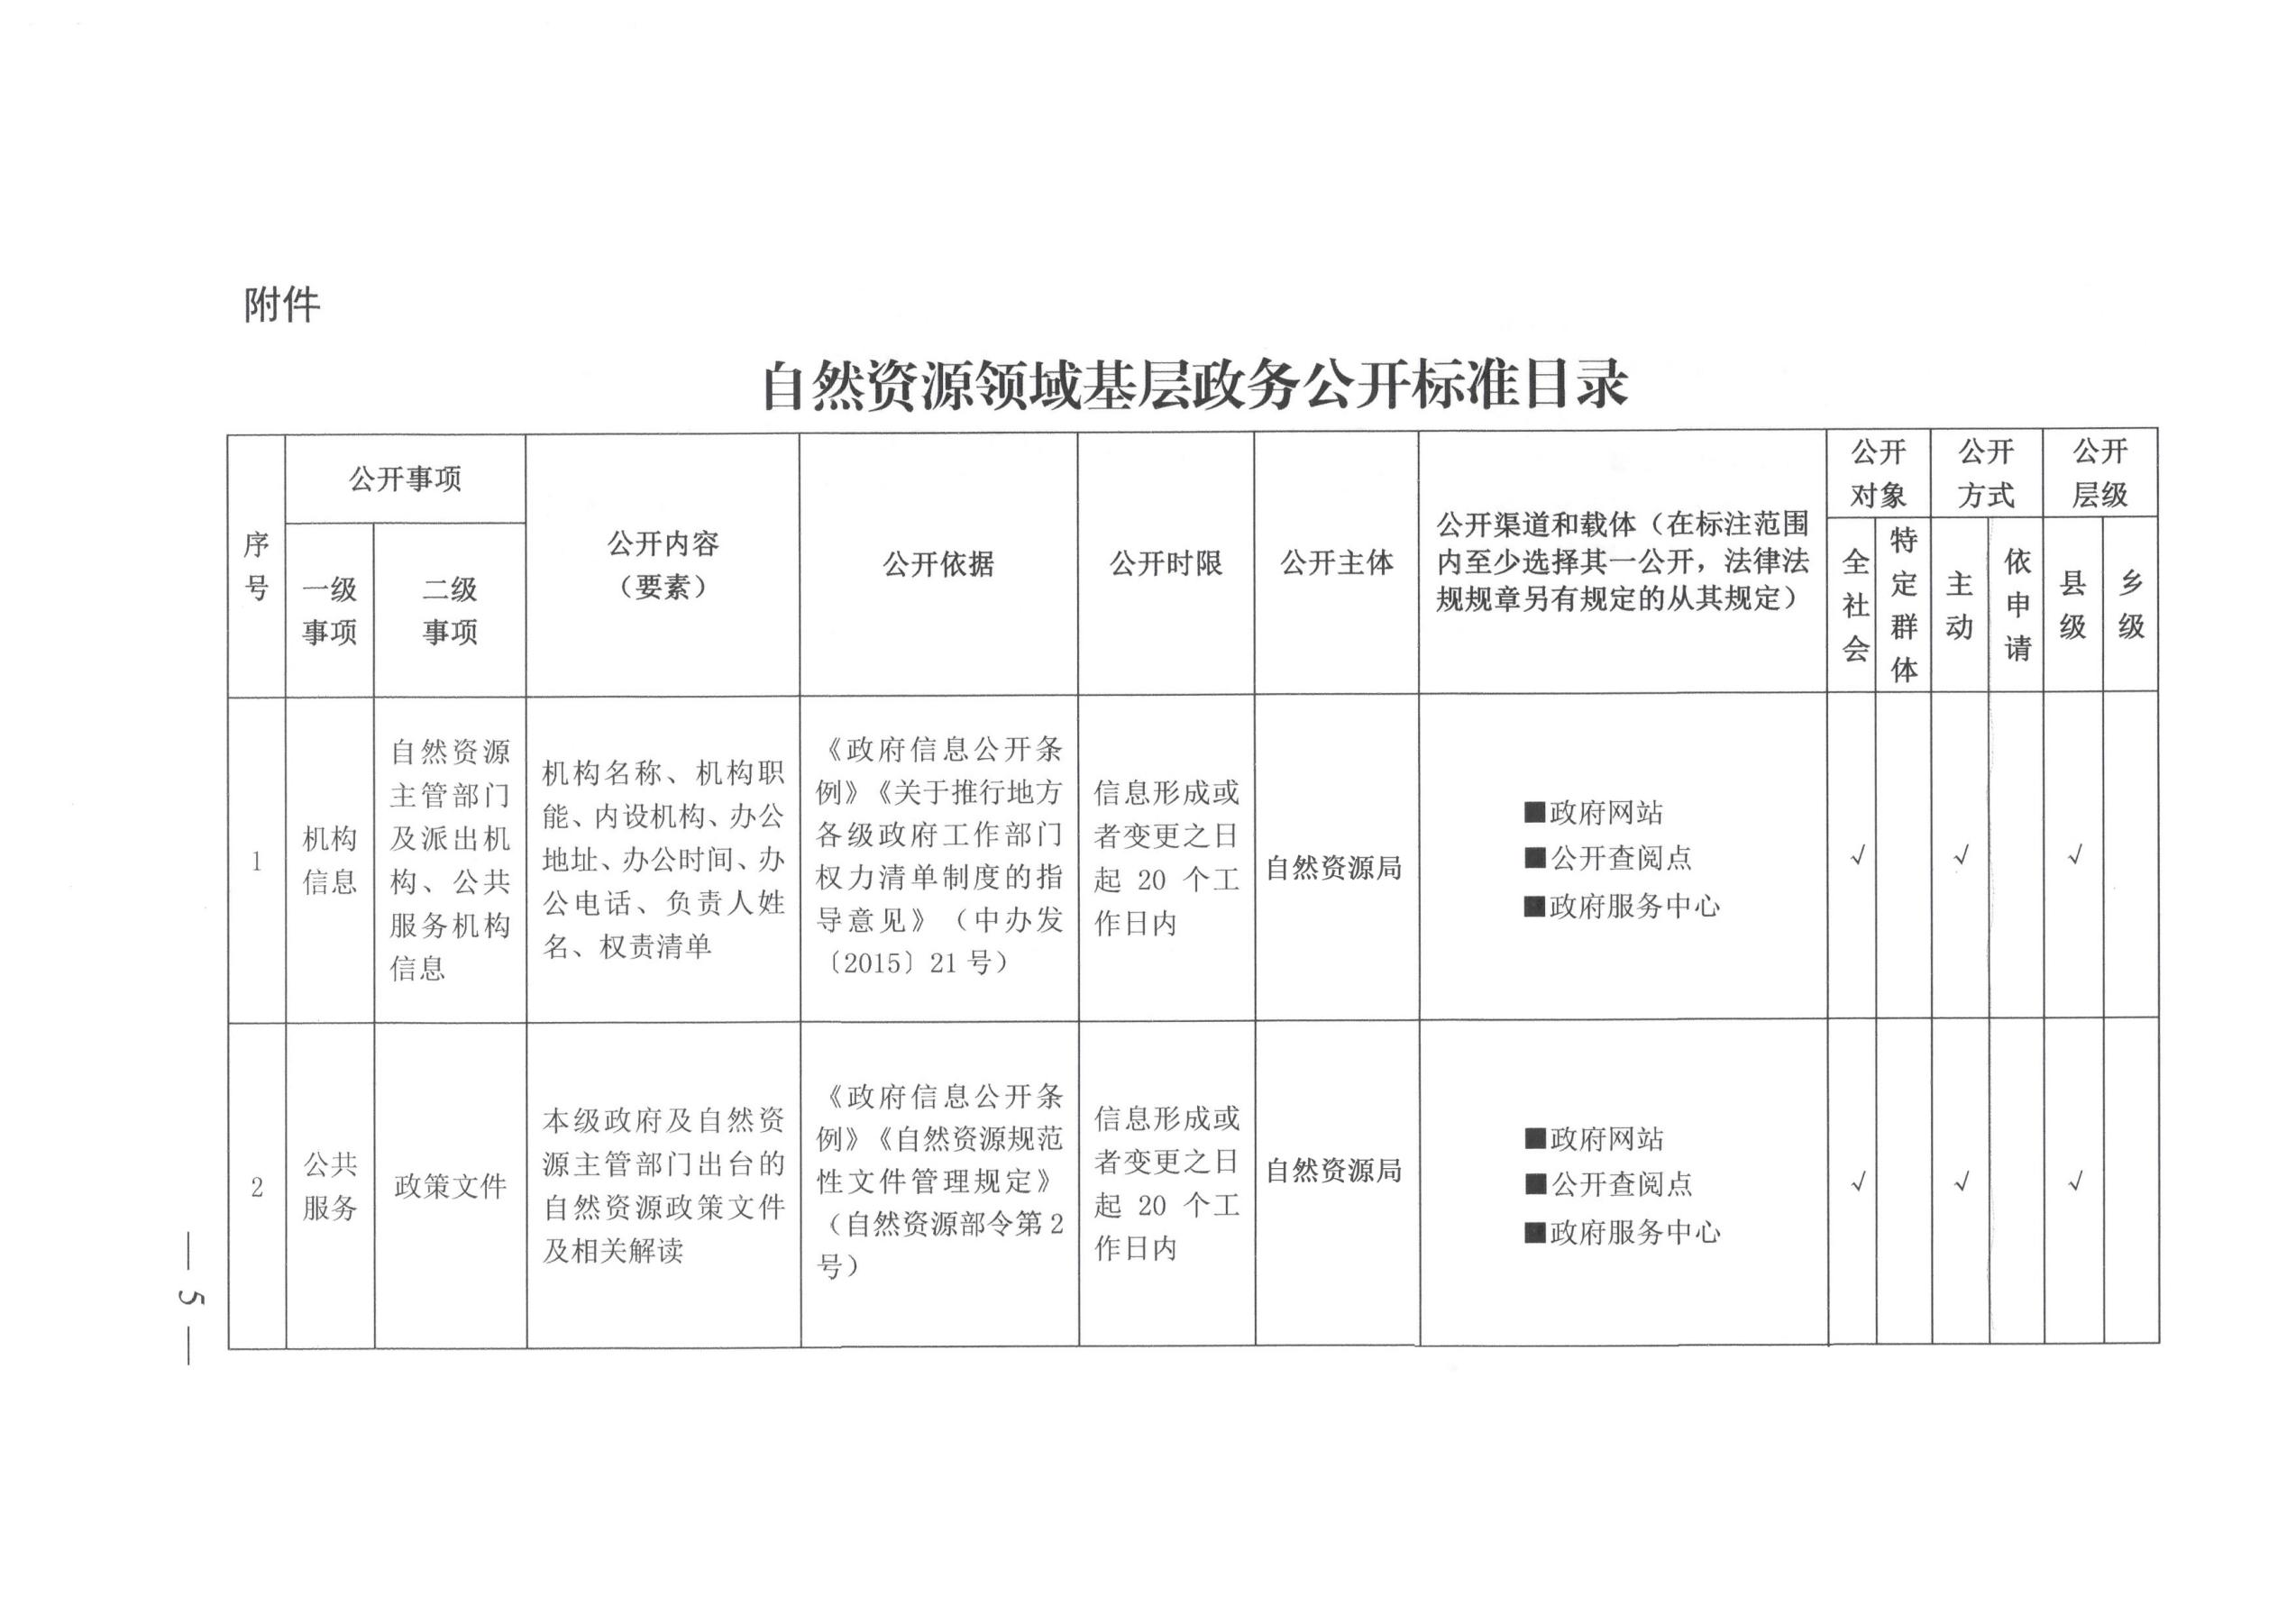 附件
自然资源领域基层政务公开标准目录
序
号
公开事项
一级
事项
二级
事项
公开内容
（要素）
公开依据
公开时限
公开主体
公开渠道和载体（在标注范围
内至少选择其一公开，法律法
规规章另有规定的从其规定）
公开
对象
全
社
会
特
定
群
体
公开
方式
主
动
依
申
请
公开
层级
县
级
乡
级
1
机构
信息
自然资源
主管部门
及派出机
构、公共
服务机构
信息
机构名称、机构职
能、内设机构、办公
地址、办公时间、办
公电话、负责人姓
名、权责清单
《政府信息公开条
例》《关于推行地方
各级政府工作部门
权力清单制度的指
导意见》（中办发
〔2015〕21 号）
信息形成或
者变更之日
起 20 个工
作日内
自然资源局
■政府网站
■公开查阅点
■政府服务中心
√
√
√
2
公共
服务
政策文件
本级政府及自然资
源主管部门出台的
自然资源政策文件
及相关解读
《政府信息公开条
例》《自然资源规范
性文件管理规定》
（自然资源部令第 2
号）
信息形成或
者变更之日
起 20 个工
作日内
自然资源局
■政府网站
■公开查阅点
■政府服务中心
√
√
√
— 5 —